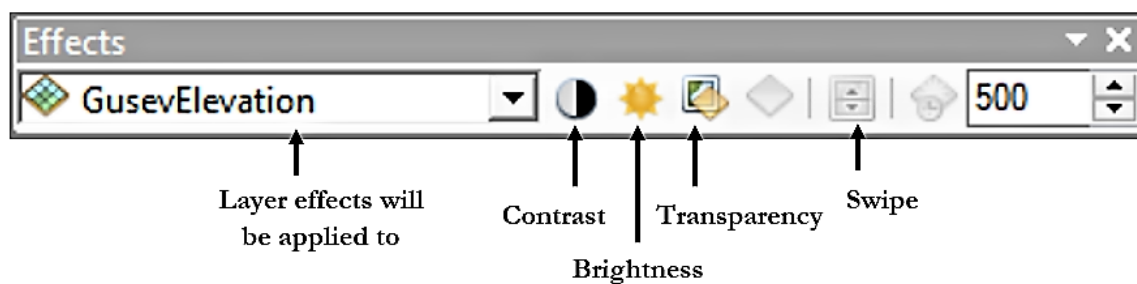 Effects
GusevElevation
500
Layer effects will
be applied to
Contrast
Transparency
Swipe
Brightness